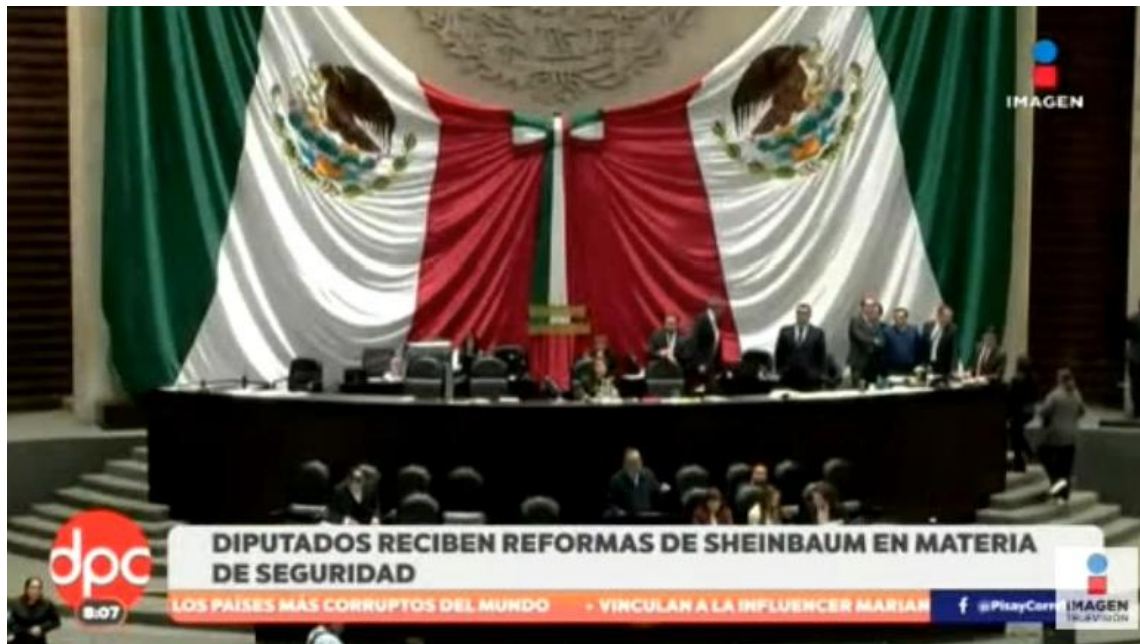 IMAGEN
DIPUTADOS RECIBEN REFORMAS DE SHEINBAUM EN MATERIA
DE SEGURIDAD
dpc
8:07
LOS PAÍSES MÁS CORRUPTOS DEL MUNDO • VINCULAN A LA INFLUENCER MARIAN
f @PisayCorre
IMAGEN
TELEVISIÓN